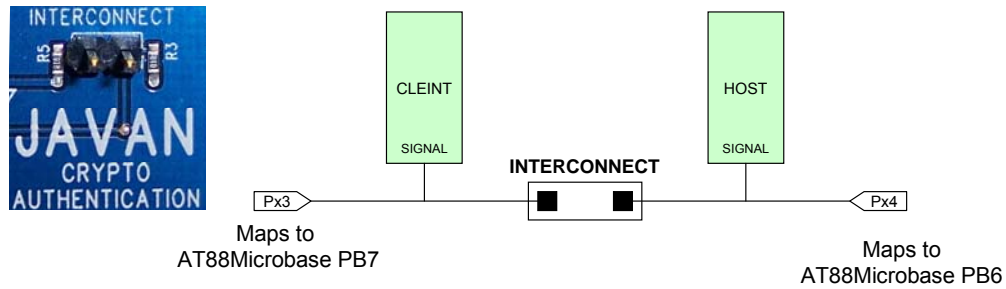 INTERCONNECT
R5
R3
JAVAN
CRYPTO
AUTHENTICATION
CLEINT
SIGNAL
HOST
SIGNAL
INTERCONNECT
Px3
Px4
Maps to
AT88Microbase PB7
Maps to
AT88Microbase PB6